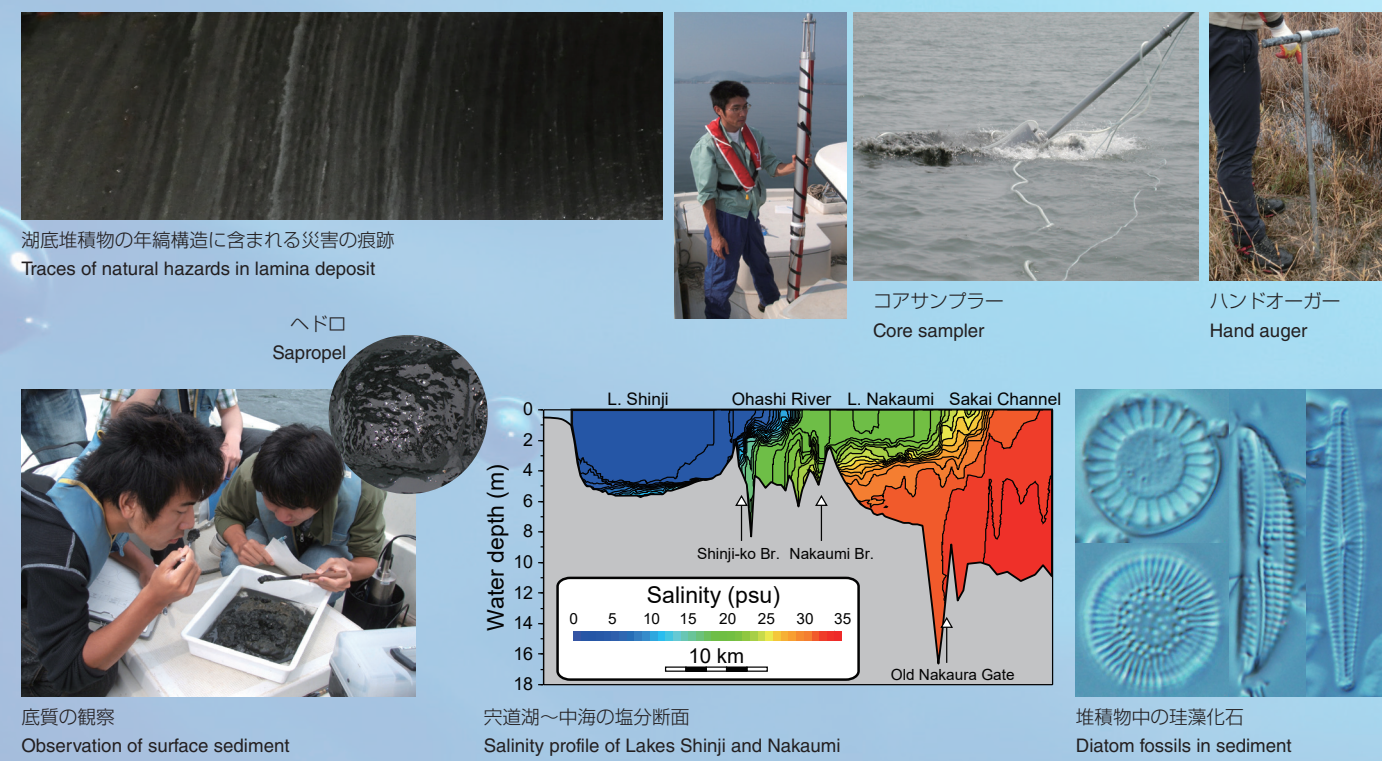 湖底堆積物の年縞構造に含まれる災害の痕跡
Traces of natural hazards in lamina deposit
コアサンプラー
Core sampler
ハンドオーガー
Hand auger
ヘドロ
Sapropel
底質の観察
Observation of surface sediment
L. Shinji
Ohashi River
L. Nakaumi
Sakai Channel
Water depth (m)
0
2
4
6
8
10
12
14
16
18
Shinji-ko Br.
Nakaumi Br.
Salinity (psu)
0 5 10 15 20 25 30 35
10 km
Old Nakaura Gate
宍道湖〜中海の塩分断面
Salinity profile of Lakes Shinji and Nakaumi
堆積物中の珪藻化石
Diatom fossils in sediment